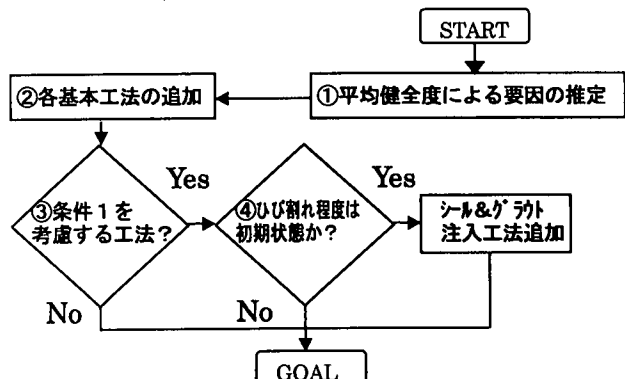 START
②各基本工法の追加
①平均健全度による要因の推定
③条件1を
考慮する工法?
Yes
④ひび割れ程度は
初期状態か?
Yes
シール&グラウト
注入工法追加
No
No
GOAL